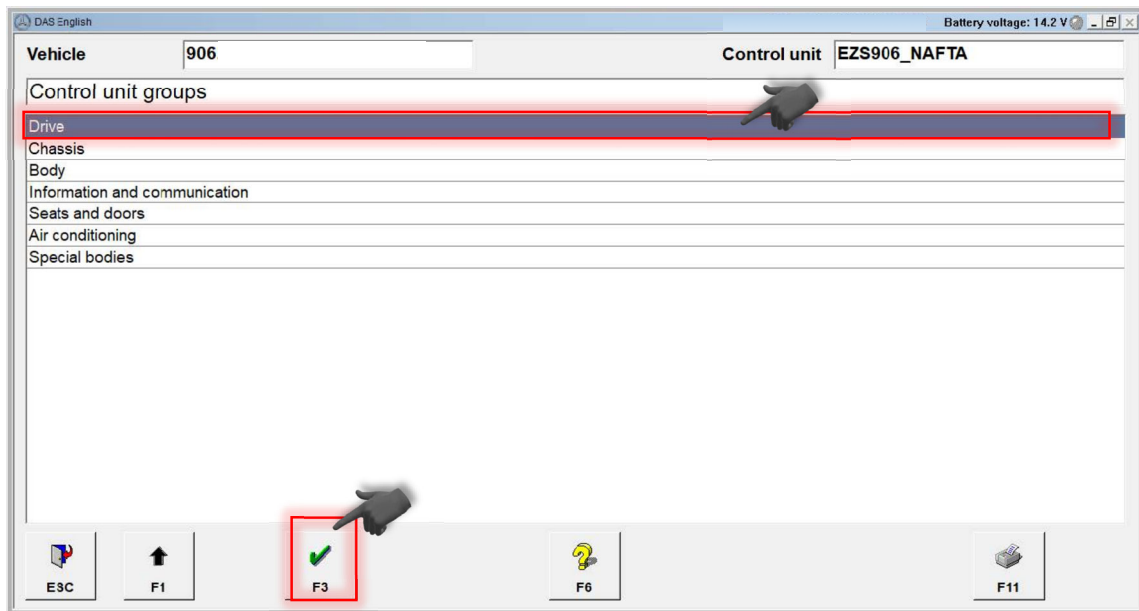 DAS English
Battery voltage: 14.2 V
Vehicle 906 Control unit EZS906_NAFTA
Control unit groups
Drive
Chassis
Body
Information and communication
Seats and doors
Air conditioning
Special bodies
ESC F1 F3 F6 F11